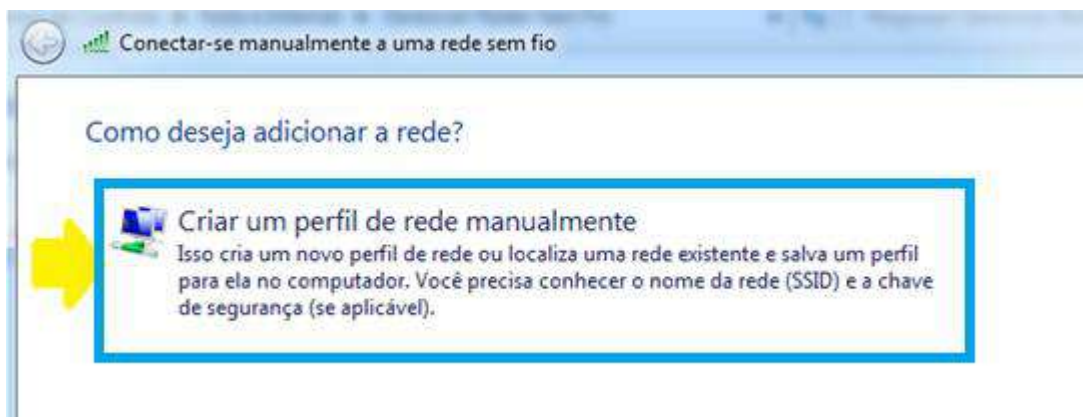 Conectar-se manualmente a uma rede sem fio
Como deseja adicionar a rede?
Criar um perfil de rede manualmente
Isso cria um novo perfil de rede ou localiza uma rede existente e salva um perfil
para ela no computador. Você precisa conhecer o nome da rede (SSID) e a chave
de segurança (se aplicável).